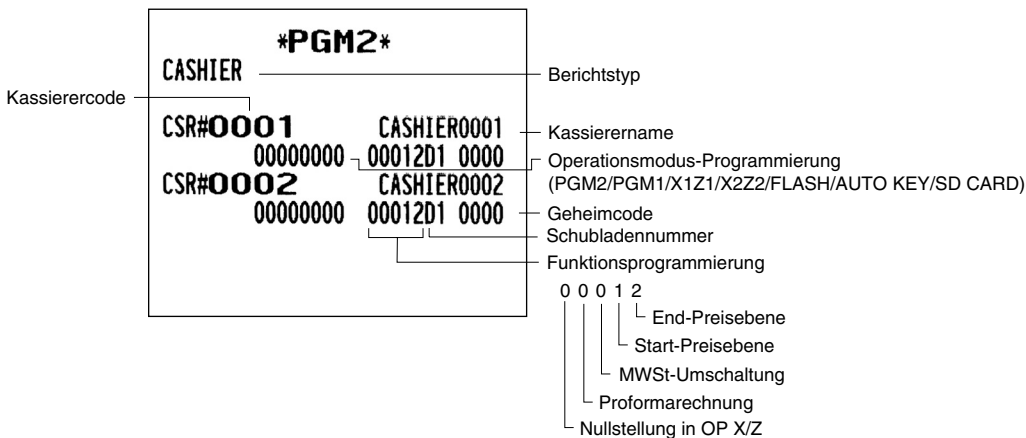 *PGM2*
CASHIER
Berichtstyp
Kassierercode
CSR#0001 CASHIER0001
Kassierername
00000000 00012D1 0000
Operationsmodus-Programmierung
(PGM2/PGM1/X1Z1/X2Z2/FLASH/AUTO KEY/SD CARD)
CSR#0002 CASHIER0002
00000000 00012D1 0000
Geheimcode
Schubladennummer
Funktionsprogrammierung
0 0 0 1 2
End-Preisebene
Start-Preisebene
MWSt-Umschaltung
Proformarechnung
Nullstellung in OP X/Z